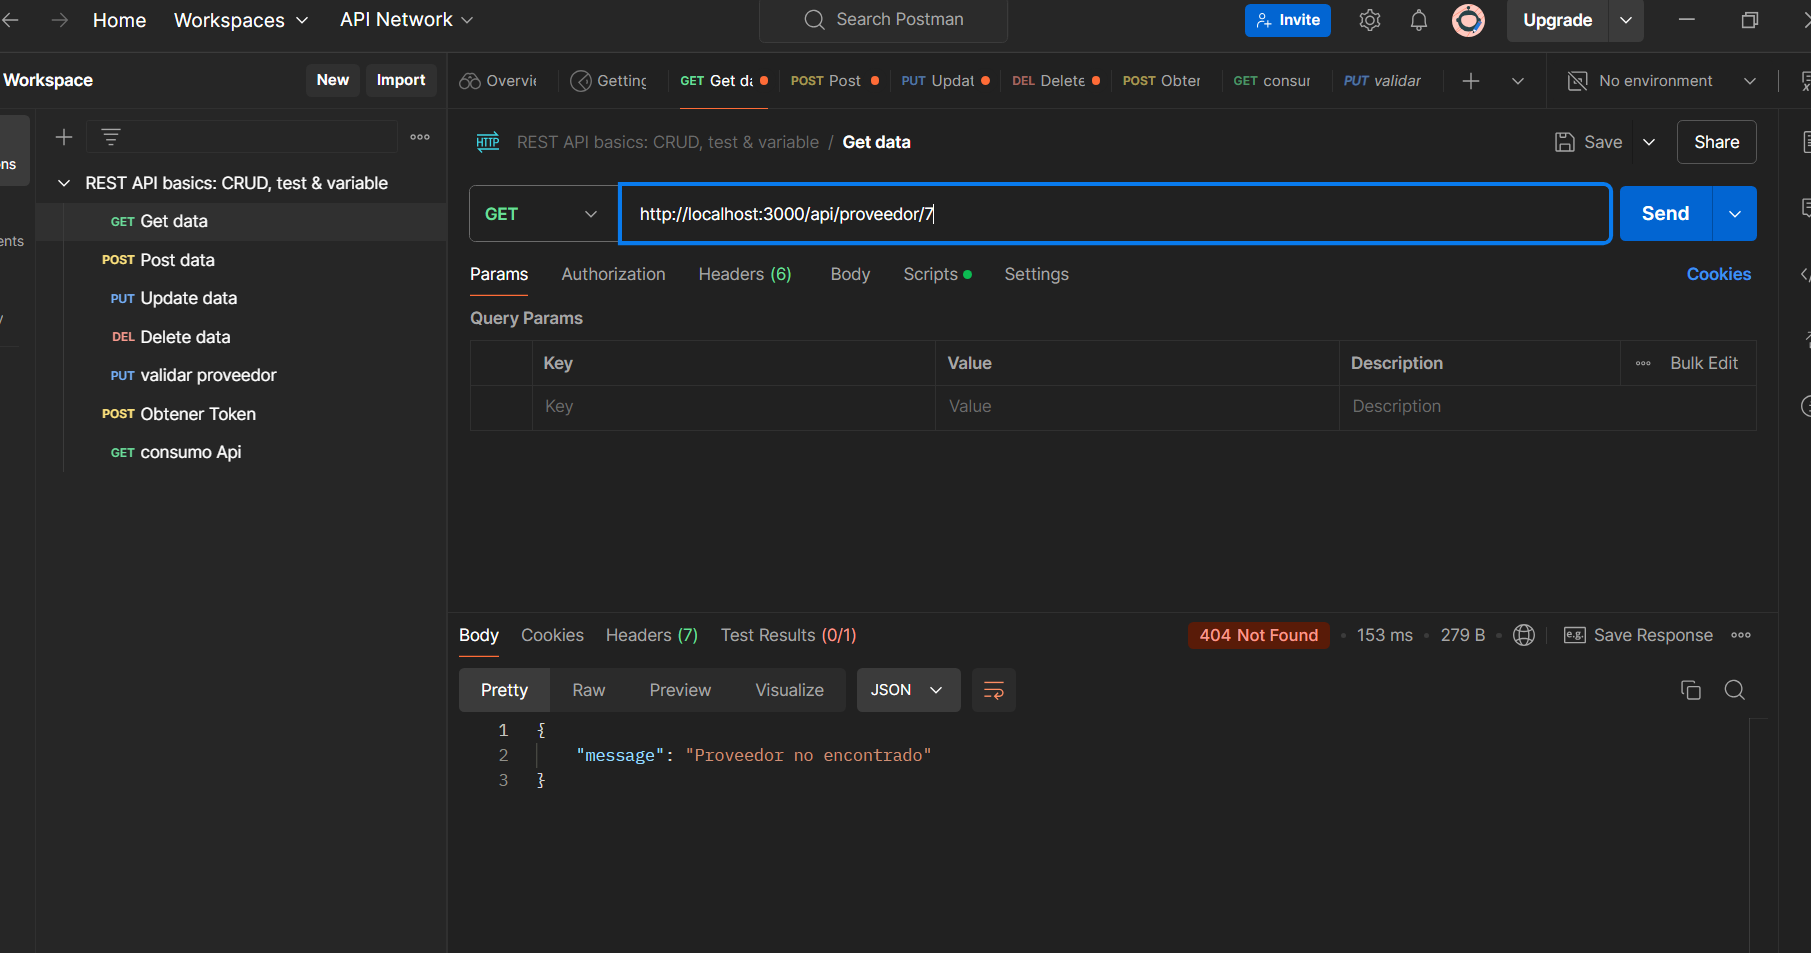 Home Workspaces API Network Search Postman Invite Upgrade
Workspace New Import
Overvie Getting GET Get da POST Post PUT Updat DEL Delete POST Obter GET consur PUT validar No environment
REST API basics: CRUD, test & variable / Get data Save Share
ns
REST API basics: CRUD, test & variable
GET Get data
GET http://localhost:3000/api/proveedor/7 Send
ents
POST Post data
PUT Update data
DEL Delete data
PUT validar proveedor
POST Obtener Token
GET consumo Api
Params Authorization Headers (6) Body Scripts Settings Cookies
Query Params
Key Value Description Bulk Edit
Key Value Description
Body Cookies Headers (7) Test Results (0/1) 404 Not Found • 153 ms • 279 B • e.g. Save Response
Pretty Raw Preview Visualize JSON
1 {
2 "message": "Proveedor no encontrado"
3 }